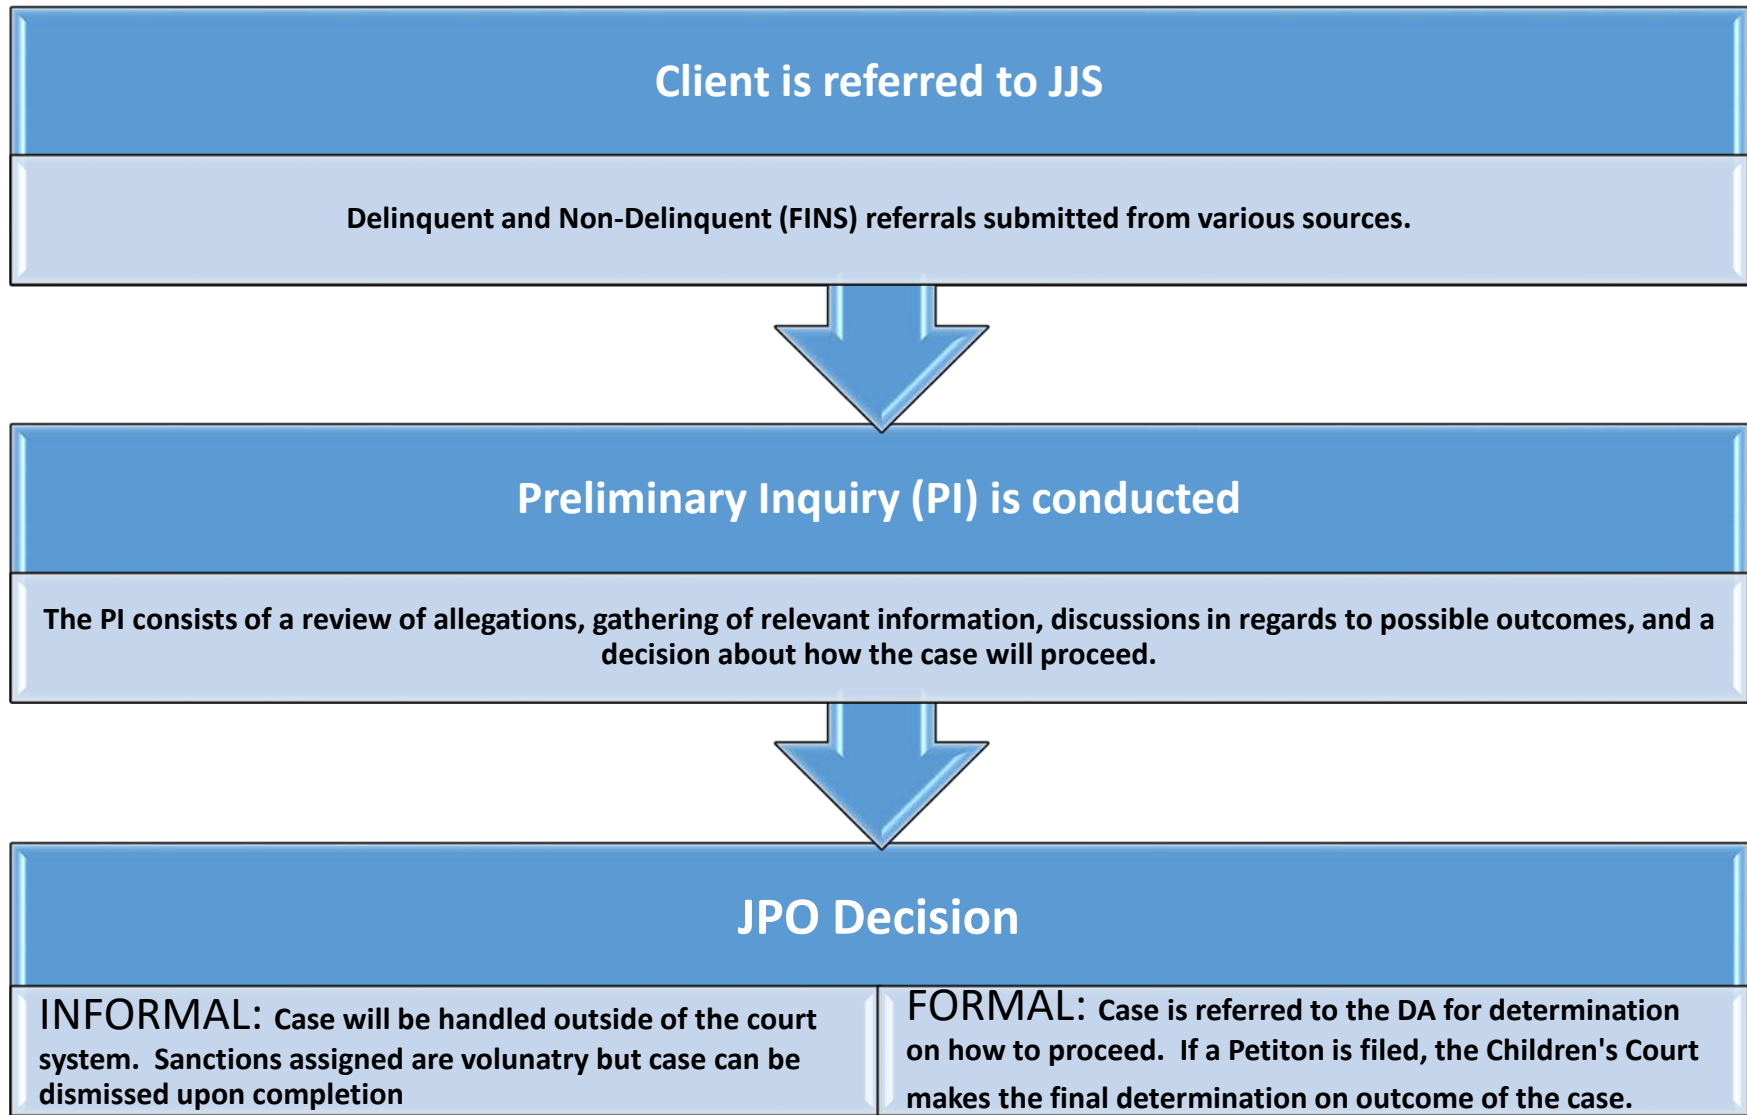 Client is referred to JJS
Delinquent and Non-Delinquent (FINS) referrals submitted from various sources.
Preliminary Inquiry (PI) is conducted
The PI consists of a review of allegations, gathering of relevant information, discussions in regards to possible outcomes, and a
decision about how the case will proceed.
JPO Decision
INFORMAL: Case will be handled outside of the court
system.  Sanctions assigned are volunatry but case can be
dismissed upon completion
FORMAL: Case is referred to the DA for determination
on how to proceed.  If a Petiton is filed, the Children's Court
makes the final determination on outcome of the case.